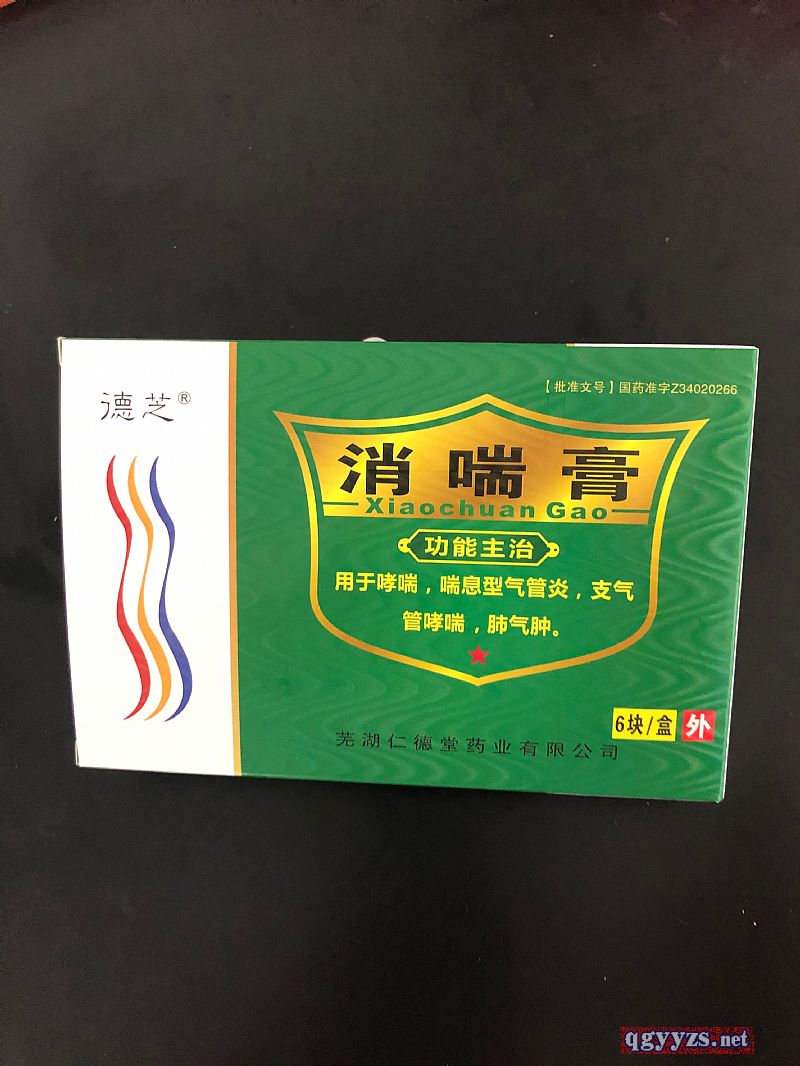 德芝®
【批准文号】国药准字Z34020266
消喘膏
Xiaochuan Gao
功能主治
用于哮喘，喘息型气管炎，支气
管哮喘，肺气肿。
6块/盒 外
芜湖仁德堂药业有限公司
qgyyzs.net